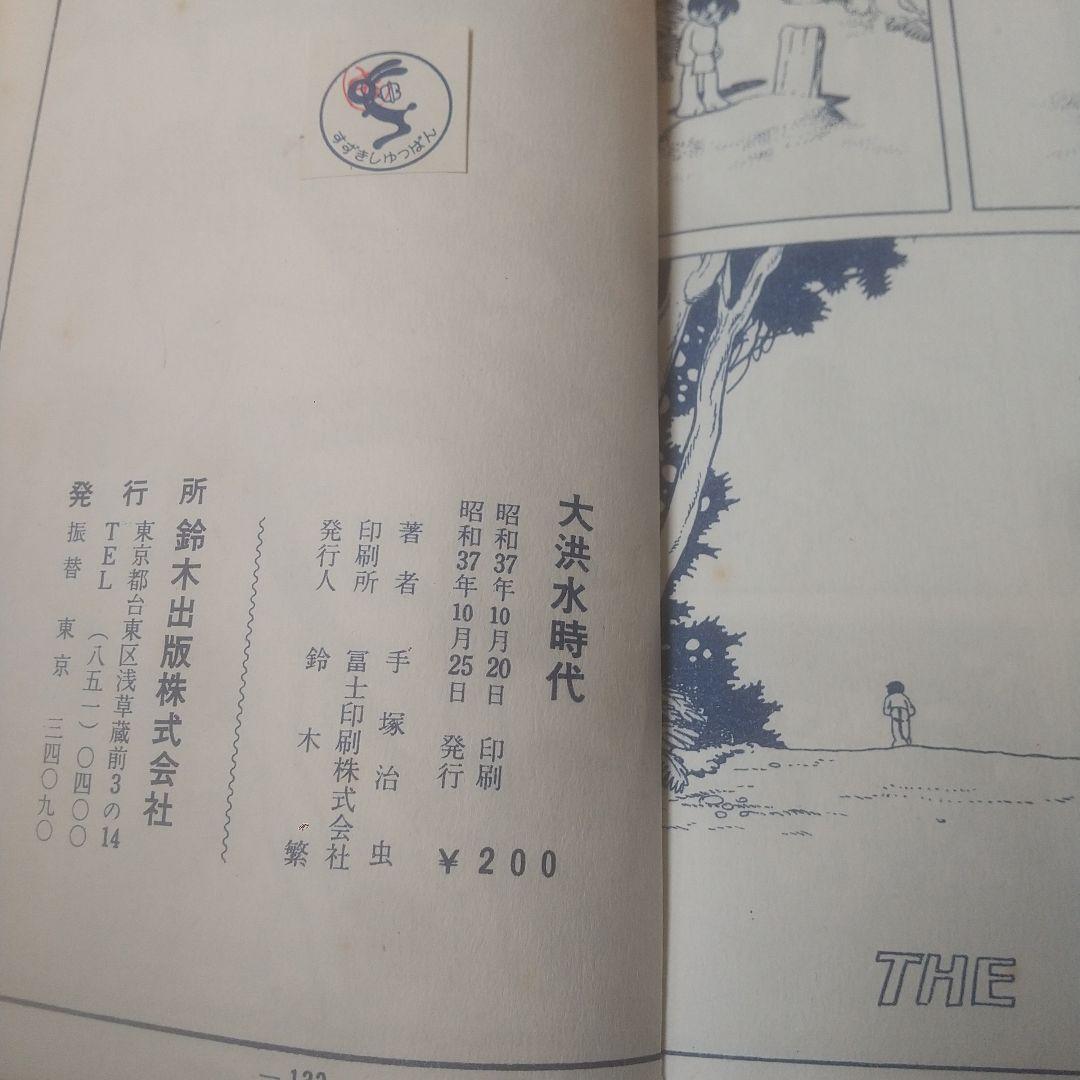 すずきしゅっぱん
大洪水時代
昭和37年10月20日 印刷
昭和37年10月25日 発行
¥200
著者 手塚治虫
印刷所 冨士印刷株式会社
発行人 鈴木繁
発行所 鈴木出版株式会社
東京都台東区浅草蔵前3の14
TEL (八五一)〇四〇〇
振替 東京 三四〇九〇
THE